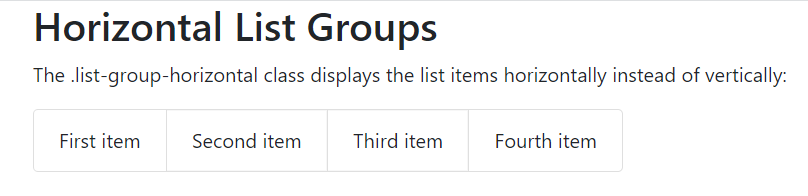 Horizontal List Groups
The .list-group-horizontal class displays the list items horizontally instead of vertically:
First item Second item Third item Fourth item